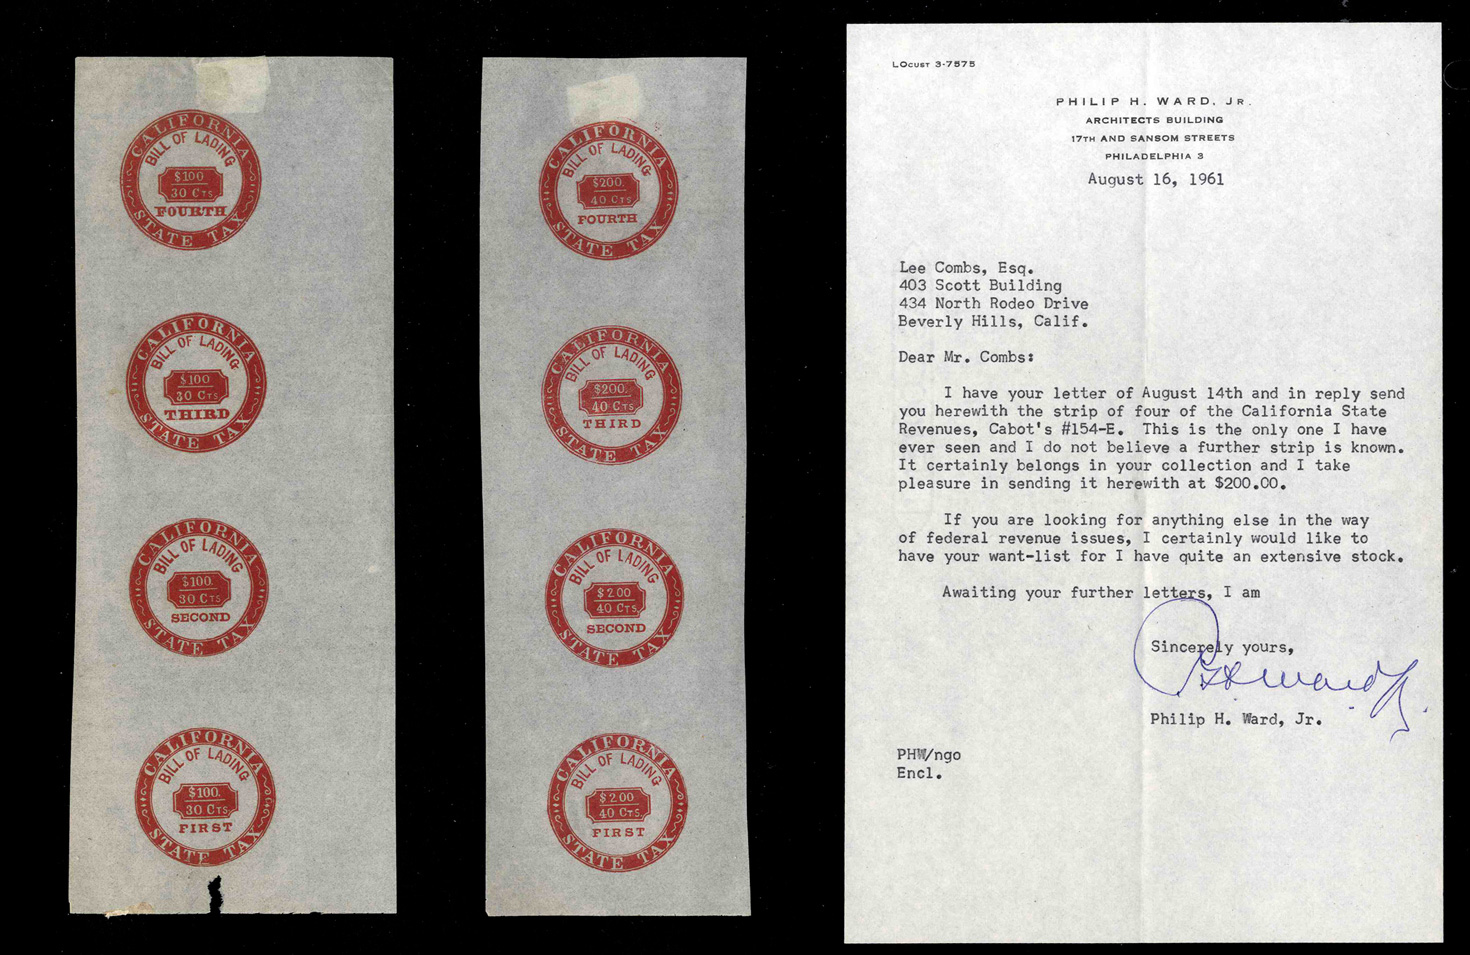 CALIFORNIA
BILL OF LADING
$100
30 CTS
FOURTH
STATE TAX
CALIFORNIA
BILL OF LADING
$100
30 CTS
THIRD
STATE TAX
CALIFORNIA
BILL OF LADING
$100.
30 CTS
SECOND
STATE TAX
CALIFORNIA
BILL OF LADING
$100.
30 CTS
FIRST
STATE TAX
CALIFORNIA
BILL OF LADING
$200.
40 CTS
FOURTH
STATE TAX
CALIFORNIA
BILL OF LADING
$200.
40 CTS
THIRD
STATE TAX
CALIFORNIA
BILL OF LADING
$200
40 CTS.
SECOND
STATE TAX
CALIFORNIA
BILL OF LADING
$200
40 CTS.
FIRST
STATE TAX
LOCUST 3-7575
PHILIP H. WARD, JR.
ARCHITECTS BUILDING
17TH AND SANSOM STREETS
PHILADELPHIA 3
August 16, 1961
Lee Combs, Esq.
403 Scott Building
434 North Rodeo Drive
Beverly Hills, Calif.
Dear Mr. Combs:
I have your letter of August 14th and in reply send
you herewith the strip of four of the California State
Revenues, Cabot's #154-E. This is the only one I have
ever seen and I do not believe a further strip is known.
It certainly belongs in your collection and I take
pleasure in sending it herewith at $200.00.
If you are looking for anything else in the way
of federal revenue issues, I certainly would like to
have your want-list for I have quite an extensive stock.
Awaiting your further letters, I am
Sincerely yours,
PHWard Jr.
Philip H. Ward, Jr.
PHW/ngo
Encl.